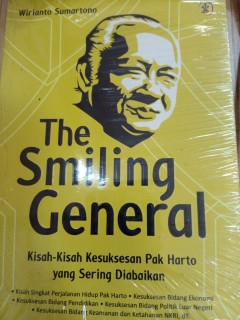 Wirianto Sumartono
The
Smiling
General
Kisah-Kisah Kesuksesan Pak Harto
yang Sering Diabaikan
• Kisah Singkat Perjalanan Hidup Pak Harto • Kesuksesan Bidang Ekonomi
• Kesuksesan Bidang Pendidikan • Kesuksesan Bidang Politik Luar Negeri
• Kesuksesan Bidang Keamanan dan Ketahanan NKRI, dll